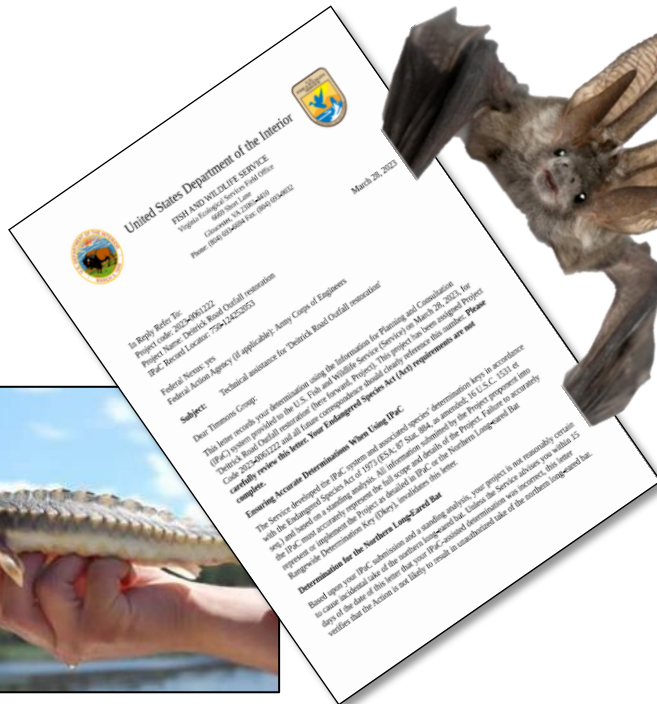 United States Department of the Interior
FISH AND WILDLIFE SERVICE
Virginia Ecological Services Field Office
6669 Short Lane
Gloucester, VA 23061-4410
Phone: (804) 693-6694 Fax: (804) 693-9032
March 28, 2023
In Reply Refer To:
Project code: 2023-0061222
Project Name: Deitrick Road Outfall restoration
IPaC Record Locator: 750-124252053
Federal Nexus: yes
Federal Action Agency (if applicable): Army Corps of Engineers
Subject: Technical assistance for 'Deitrick Road Outfall restoration'
Dear Timmons Group:
This letter records your determination using the Information for Planning and Consultation
(IPaC) system provided to the U.S. Fish and Wildlife Service (Service) on March 28, 2023, for
'Deitrick Road Outfall restoration' (here forward, Project). This project has been assigned Project
Code 2023-0061222 and all future correspondence should clearly reference this number. Please
carefully review this letter. Your Endangered Species Act (Act) requirements are not
complete.
Ensuring Accurate Determinations When Using IPaC
The Service developed the IPaC system and associated species' determination keys in accordance
with the Endangered Species Act of 1973 (ESA; 87 Stat. 884, as amended; 16 U.S.C. 1531 et
seq.) and based on a standing analysis. All information submitted by the Project proponent into
the IPaC must accurately represent the full scope and details of the Project. Failure to accurately
represent or implement the Project as detailed in IPaC or the Northern Long-eared Bat
Rangewide Determination Key (Dkey), invalidates this letter.
Determination for the Northern Long-Eared Bat
Based upon your IPaC submission and a standing analysis, your project is not reasonably certain
to cause incidental take of the northern long-eared bat. Unless the Service advises you within 15
days of the date of this letter that your IPaC-assisted determination was incorrect, this letter
verifies that the Action is not likely to result in unauthorized take of the northern long-eared bat.